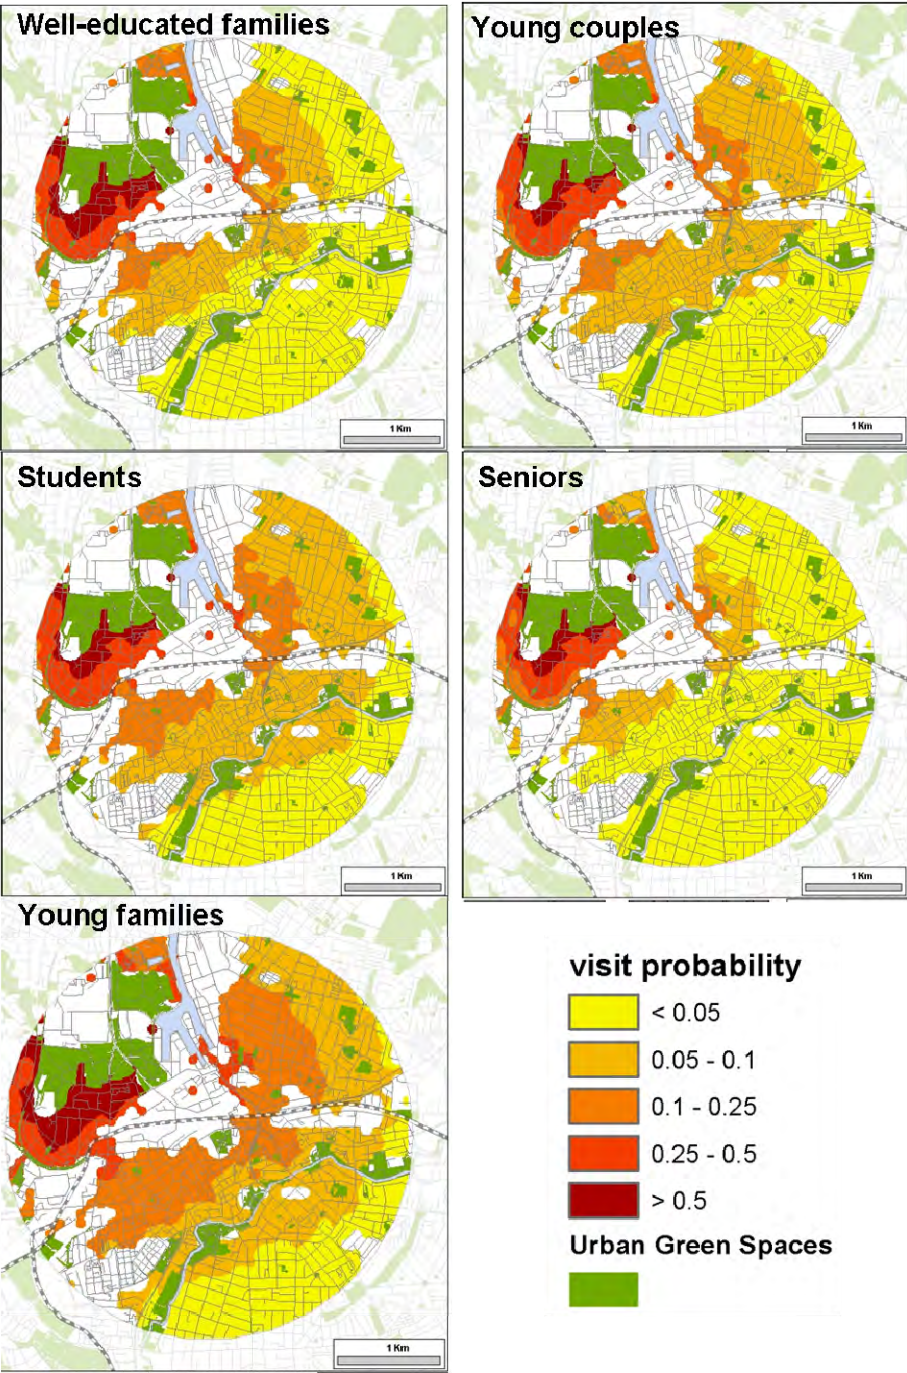 Well-educated families
Young couples
1 Km
1 Km
Students
Seniors
1 Km
1 Km
Young families
visit probability
< 0.05
0.05 - 0.1
0.1 - 0.25
0.25 - 0.5
> 0.5
Urban Green Spaces
1 Km